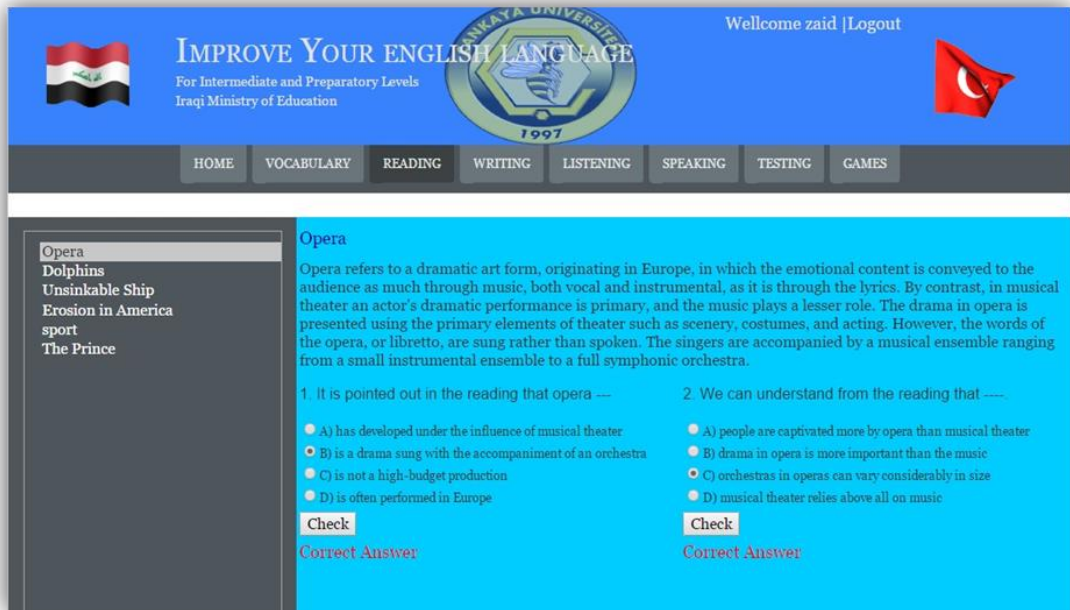 Wellcome zaid |Logout
IMPROVE YOUR ENGLISH LANGUAGE
For Intermediate and Preparatory Levels
Iraqi Ministry of Education
ÇANKAYA UNIVERSITY
1997
HOME VOCABULARY READING WRITING LISTENING SPEAKING TESTING GAMES
Opera
Dolphins
Unsinkable Ship
Erosion in America
sport
The Prince
Opera
Opera refers to a dramatic art form, originating in Europe, in which the emotional content is conveyed to the
audience as much through music, both vocal and instrumental, as it is through the lyrics. By contrast, in musical
theater an actor's dramatic performance is primary, and the music plays a lesser role. The drama in opera is
presented using the primary elements of theater such as scenery, costumes, and acting. However, the words of
the opera, or libretto, are sung rather than spoken. The singers are accompanied by a musical ensemble ranging
from a small instrumental ensemble to a full symphonic orchestra.
1. It is pointed out in the reading that opera ---
A) has developed under the influence of musical theater
B) is a drama sung with the accompaniment of an orchestra
C) is not a high-budget production
D) is often performed in Europe
Check
Correct Answer
2. We can understand from the reading that ----.
A) people are captivated more by opera than musical theater
B) drama in opera is more important than the music
C) orchestras in operas can vary considerably in size
D) musical theater relies above all on music
Check
Correct Answer